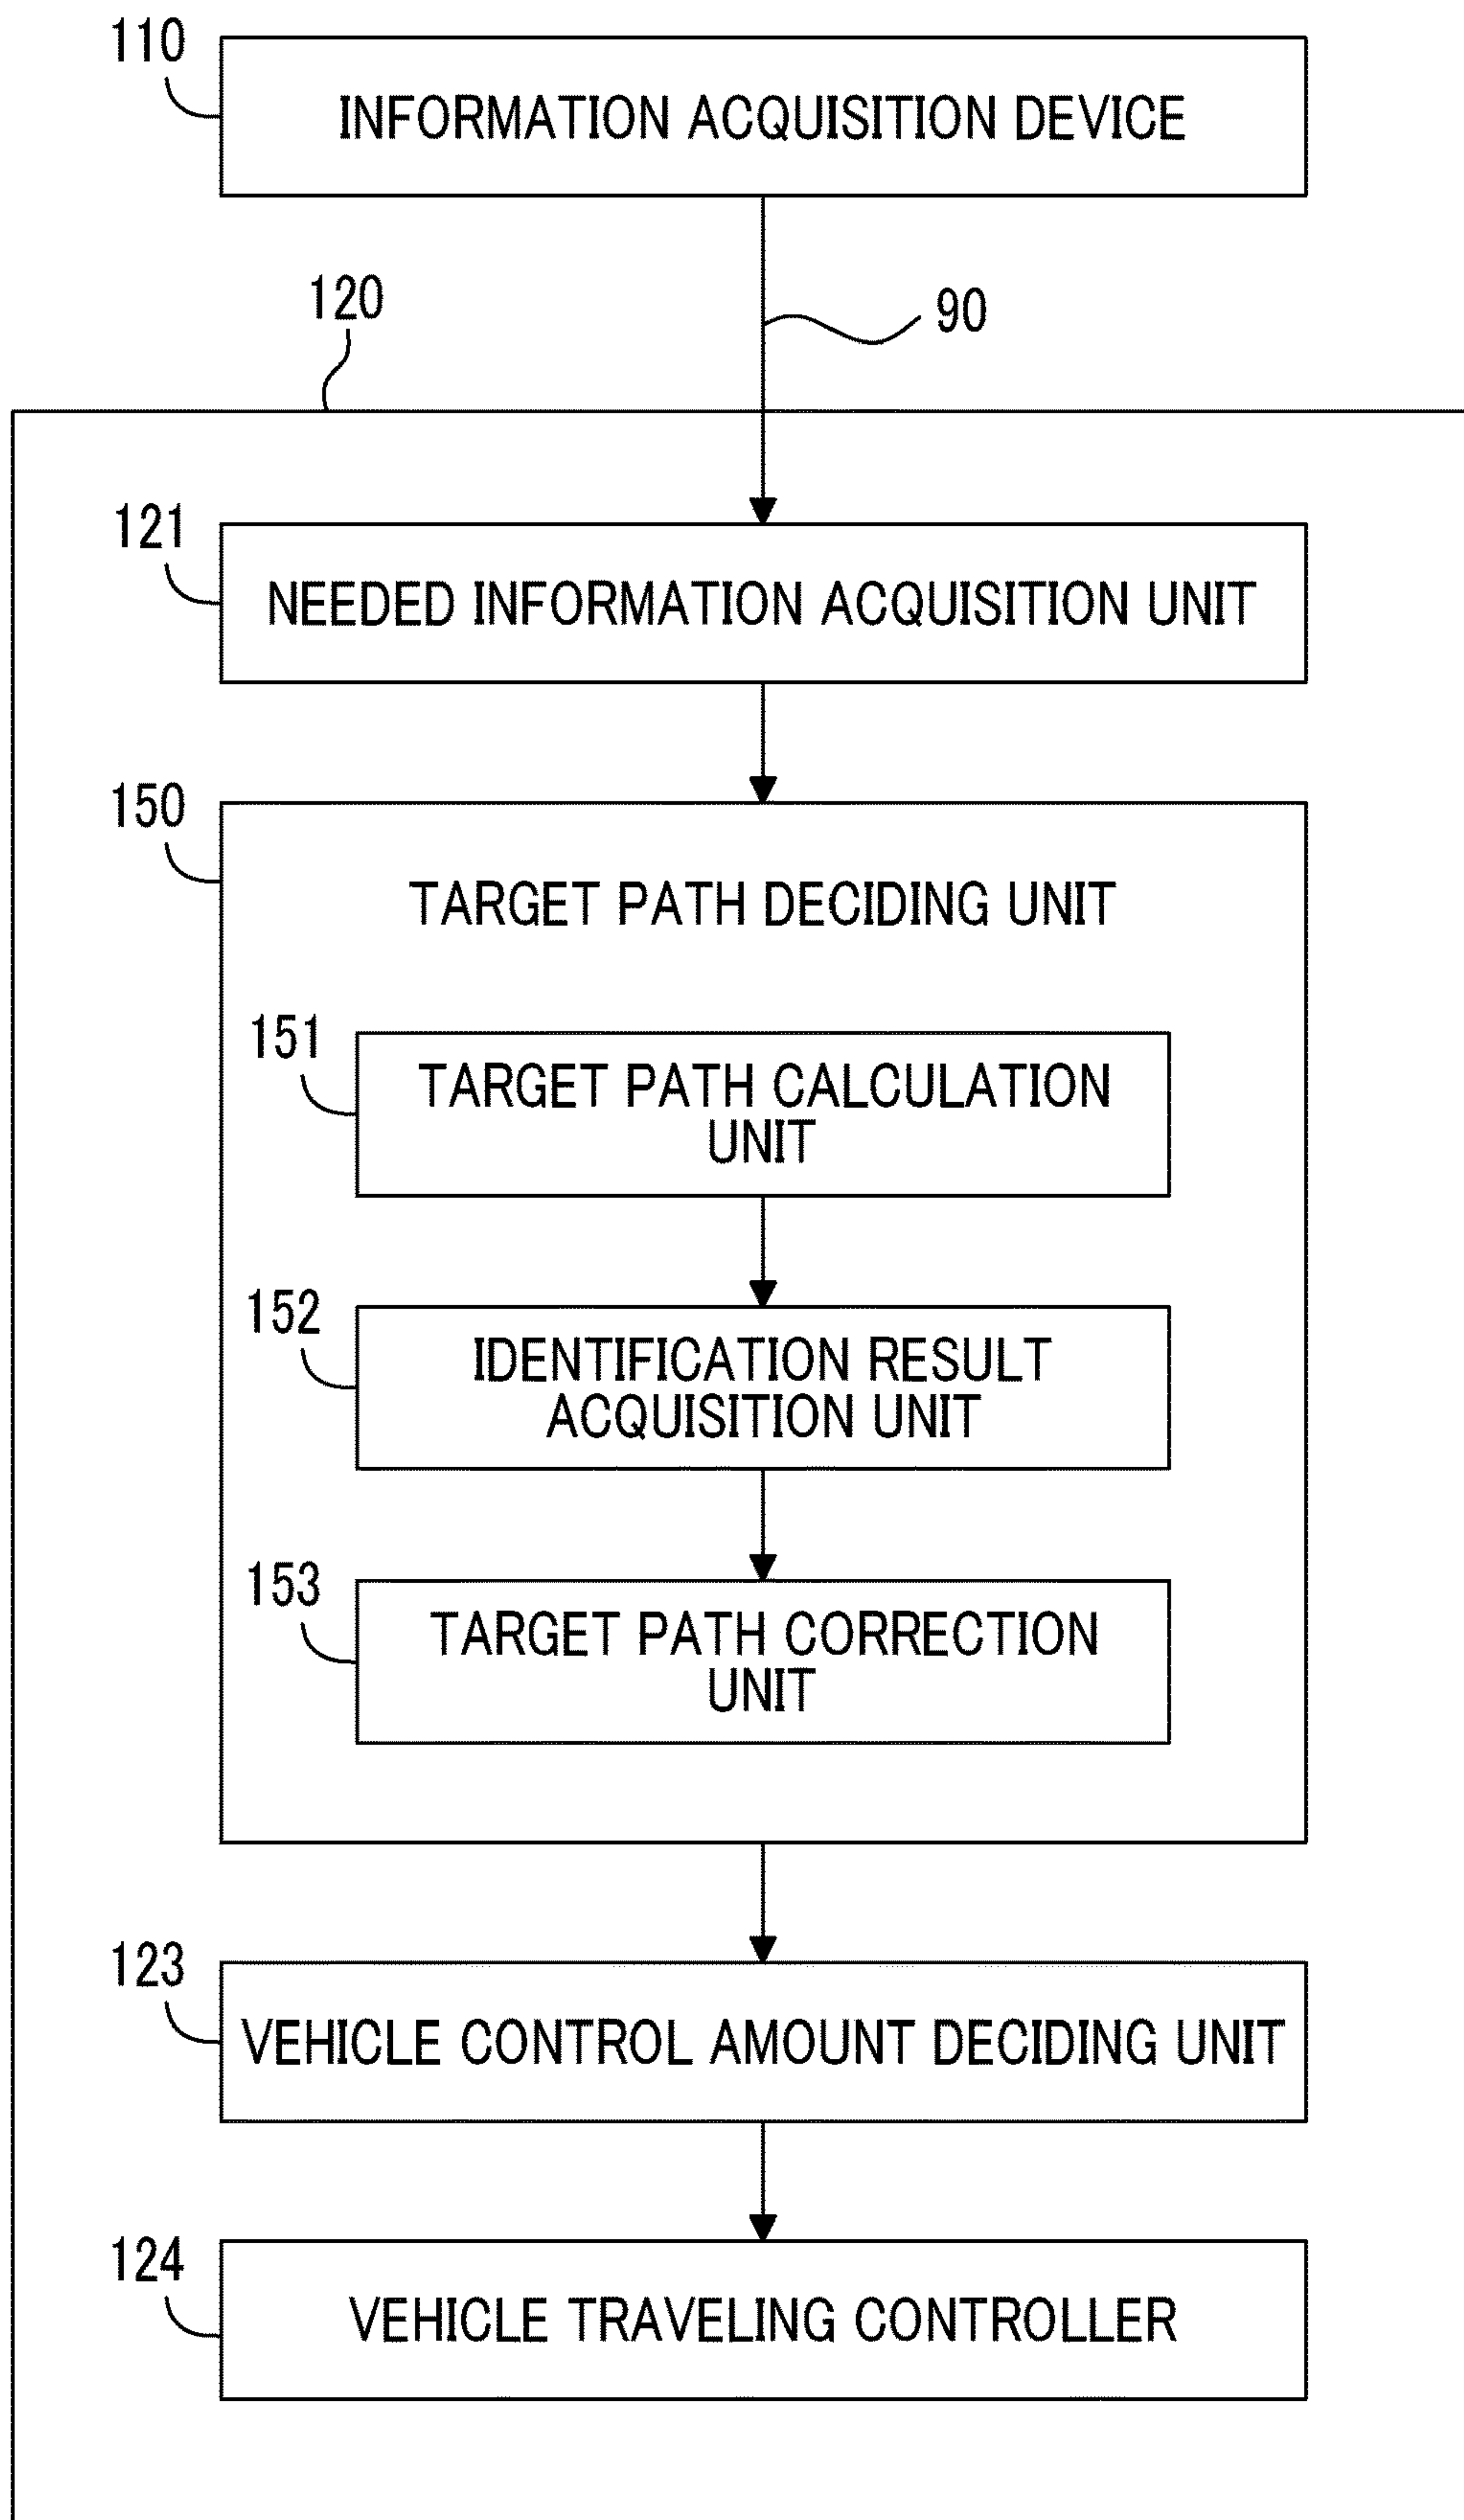 110
INFORMATION ACQUISITION DEVICE
120
90
121
NEEDED INFORMATION ACQUISITION UNIT
150
TARGET PATH DECIDING UNIT
151
TARGET PATH CALCULATION
UNIT
152
IDENTIFICATION RESULT
ACQUISITION UNIT
153
TARGET PATH CORRECTION
UNIT
123
VEHICLE CONTROL AMOUNT DECIDING UNIT
124
VEHICLE TRAVELING CONTROLLER